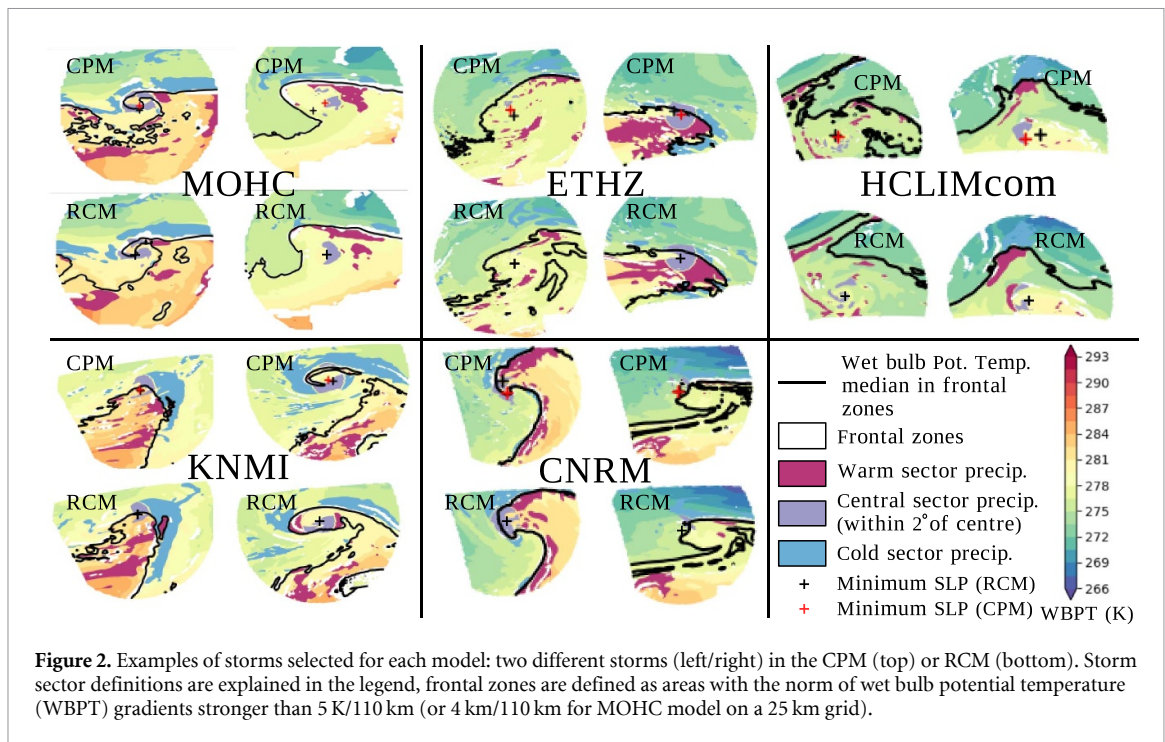 CPM
CPM
CPM
CPM
CPM
CPM
MOHC
ETHZ
HCLIMcom
RCM
RCM
RCM
RCM
RCM
CPM
CPM
CPM
CPM
KNMI
CNRM
RCM
RCM
RCM
RCM
Wet bulb Pot. Temp.
median in frontal
zones
Frontal zones
Warm sector precip.
Central sector precip.
(within 2°of centre)
Cold sector precip.
Minimum SLP (RCM)
Minimum SLP (CPM)
293
290
287
284
281
278
275
272
269
266
WBPT (K)
Figure 2. Examples of storms selected for each model: two different storms (left/right) in the CPM (top) or RCM (bottom). Storm
sector definitions are explained in the legend, frontal zones are defined as areas with the norm of wet bulb potential temperature
(WBPT) gradients stronger than 5 K/110 km (or 4 km/110 km for MOHC model on a 25 km grid).